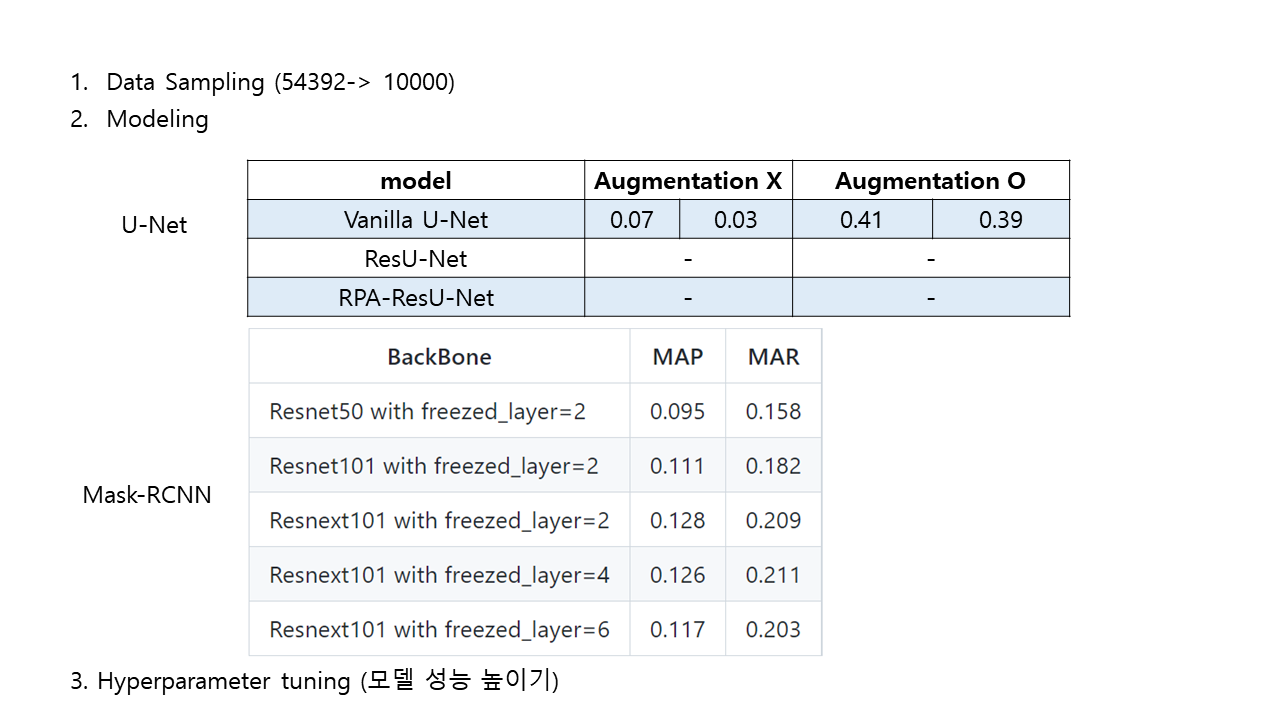 1. Data Sampling (54392-> 10000)
2. Modeling
model Augmentation X Augmentation O
U-Net
Vanilla U-Net 0.07 0.03 0.41 0.39
ResU-Net - -
RPA-ResU-Net - -
BackBone MAP MAR
Resnet50 with freezed_layer=2 0.095 0.158
Resnet101 with freezed_layer=2 0.111 0.182
Mask-RCNN
Resnext101 with freezed_layer=2 0.128 0.209
Resnext101 with freezed_layer=4 0.126 0.211
Resnext101 with freezed_layer=6 0.117 0.203
3. Hyperparameter tuning (모델 성능 높이기)